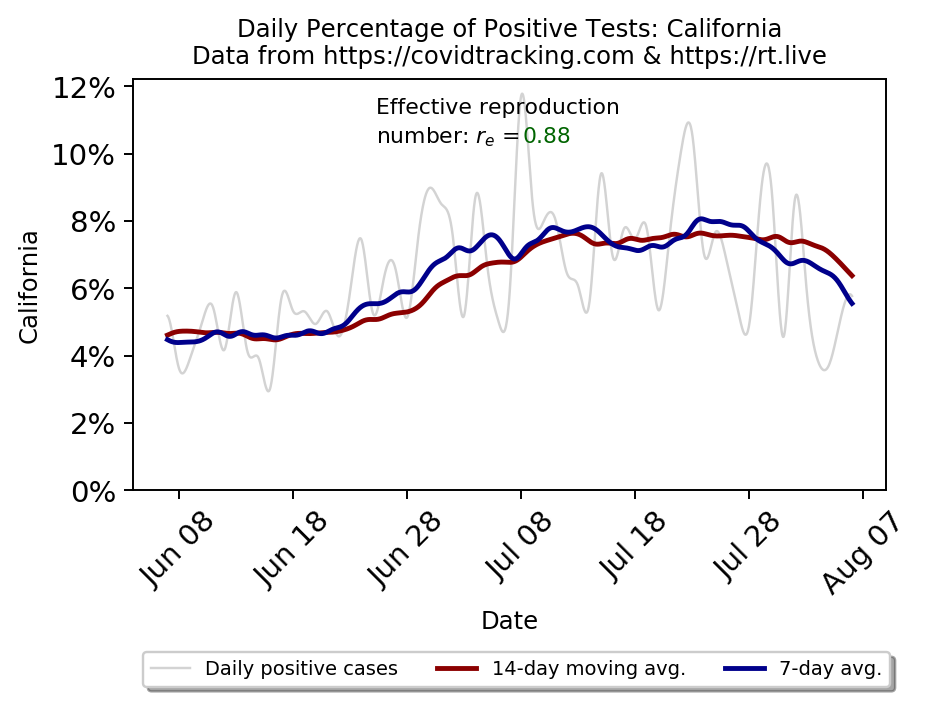 Daily Percentage of Positive Tests: California
Data from https://covidtracking.com & https://rt.live
12%
10%
8%
6%
4%
2%
0%
California
Effective reproduction
number: rₑ =0.88
Jun 08
Jun 18
Jun 28
Jul 08
Jul 18
Jul 28
Aug 07
Date
Daily positive cases
14-day moving avg.
7-day avg.